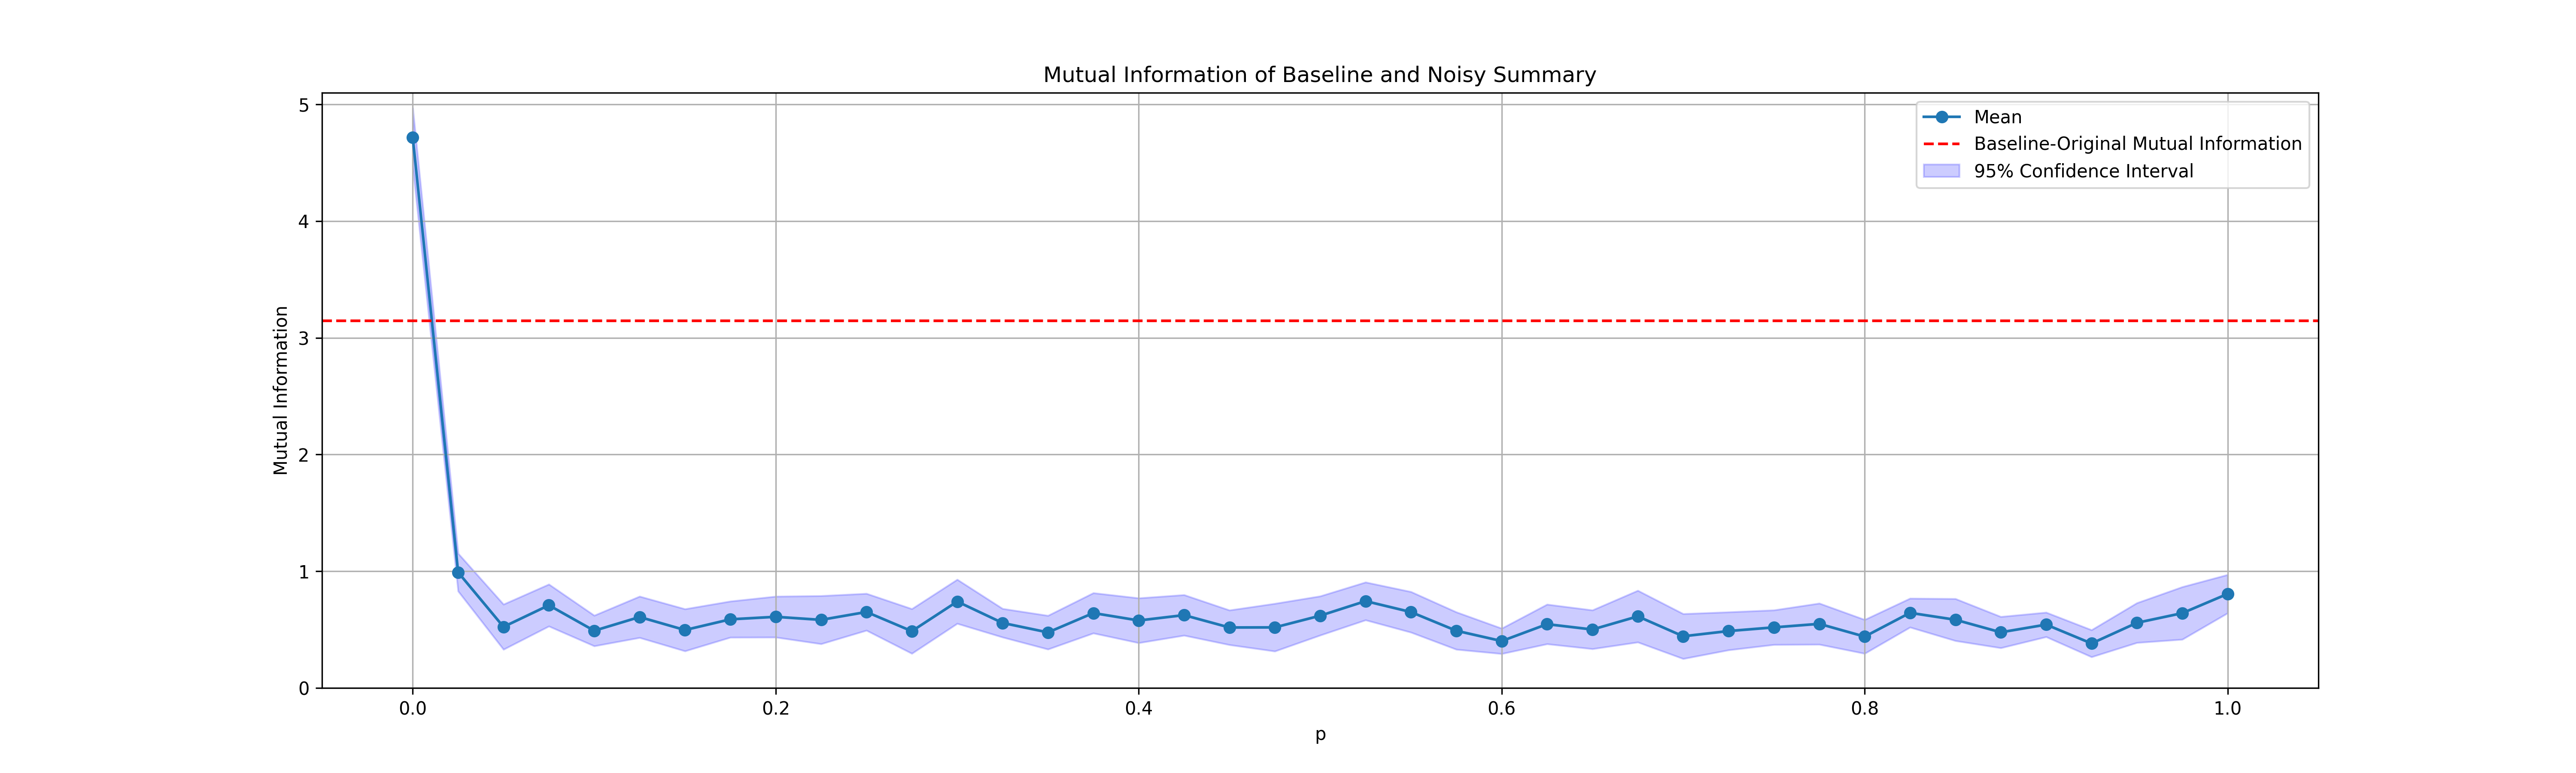 Mutual Information of Baseline and Noisy Summary
Mean
Baseline-Original Mutual Information
95% Confidence Interval
Mutual Information
5
4
3
2
1
0
0.0 0.2 0.4 0.6 0.8 1.0
p